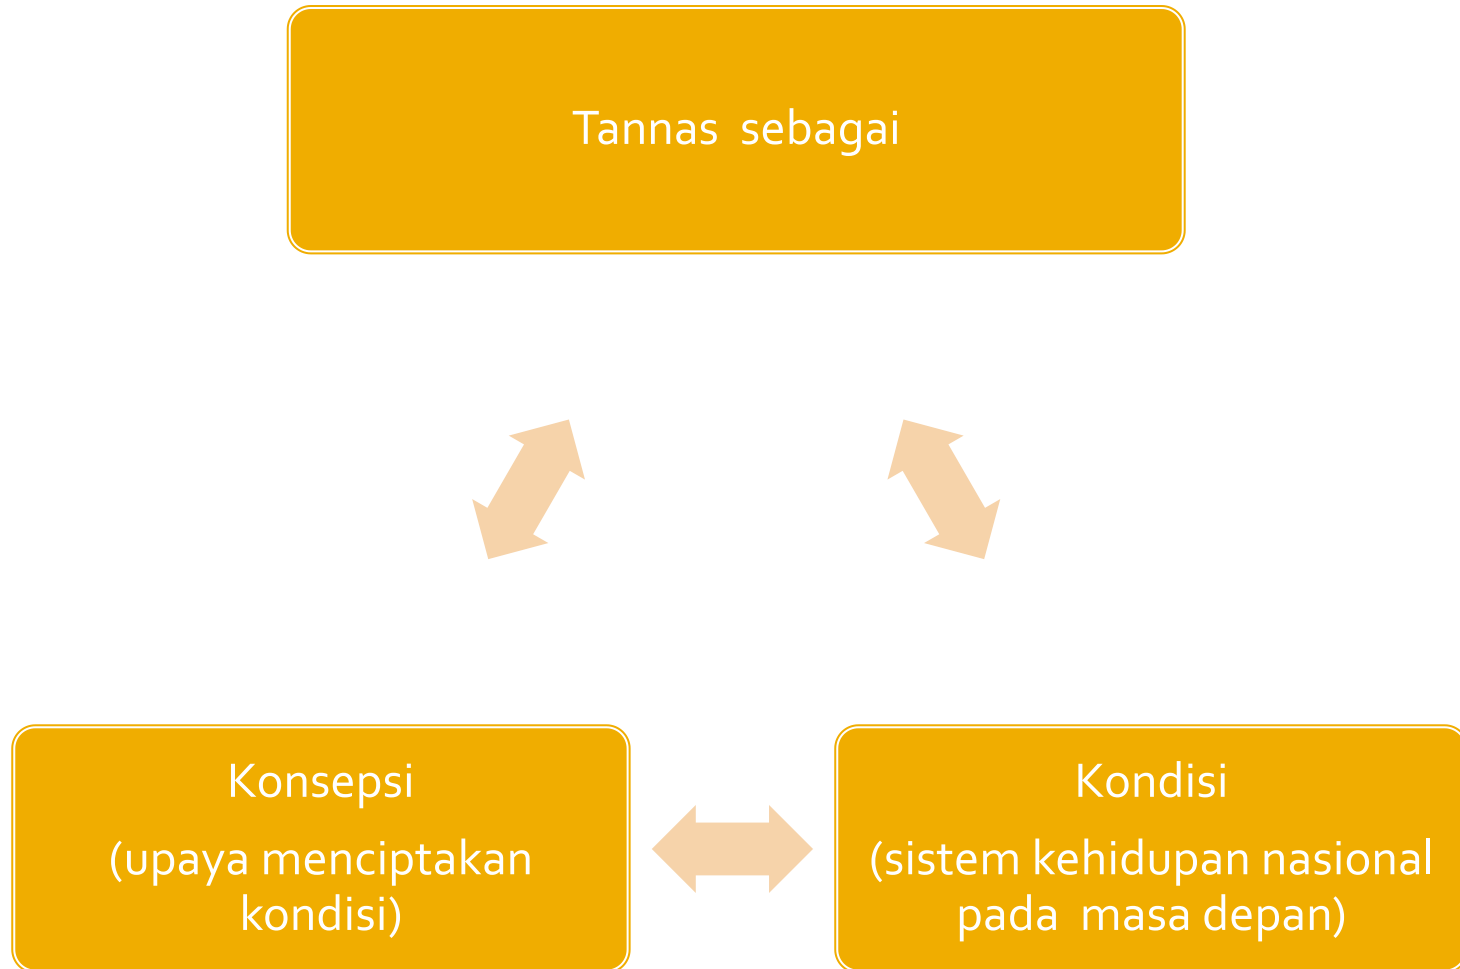 Tannas sebagai
Konsepsi
(upaya menciptakan
kondisi)
Kondisi
(sistem kehidupan nasional
pada masa depan)